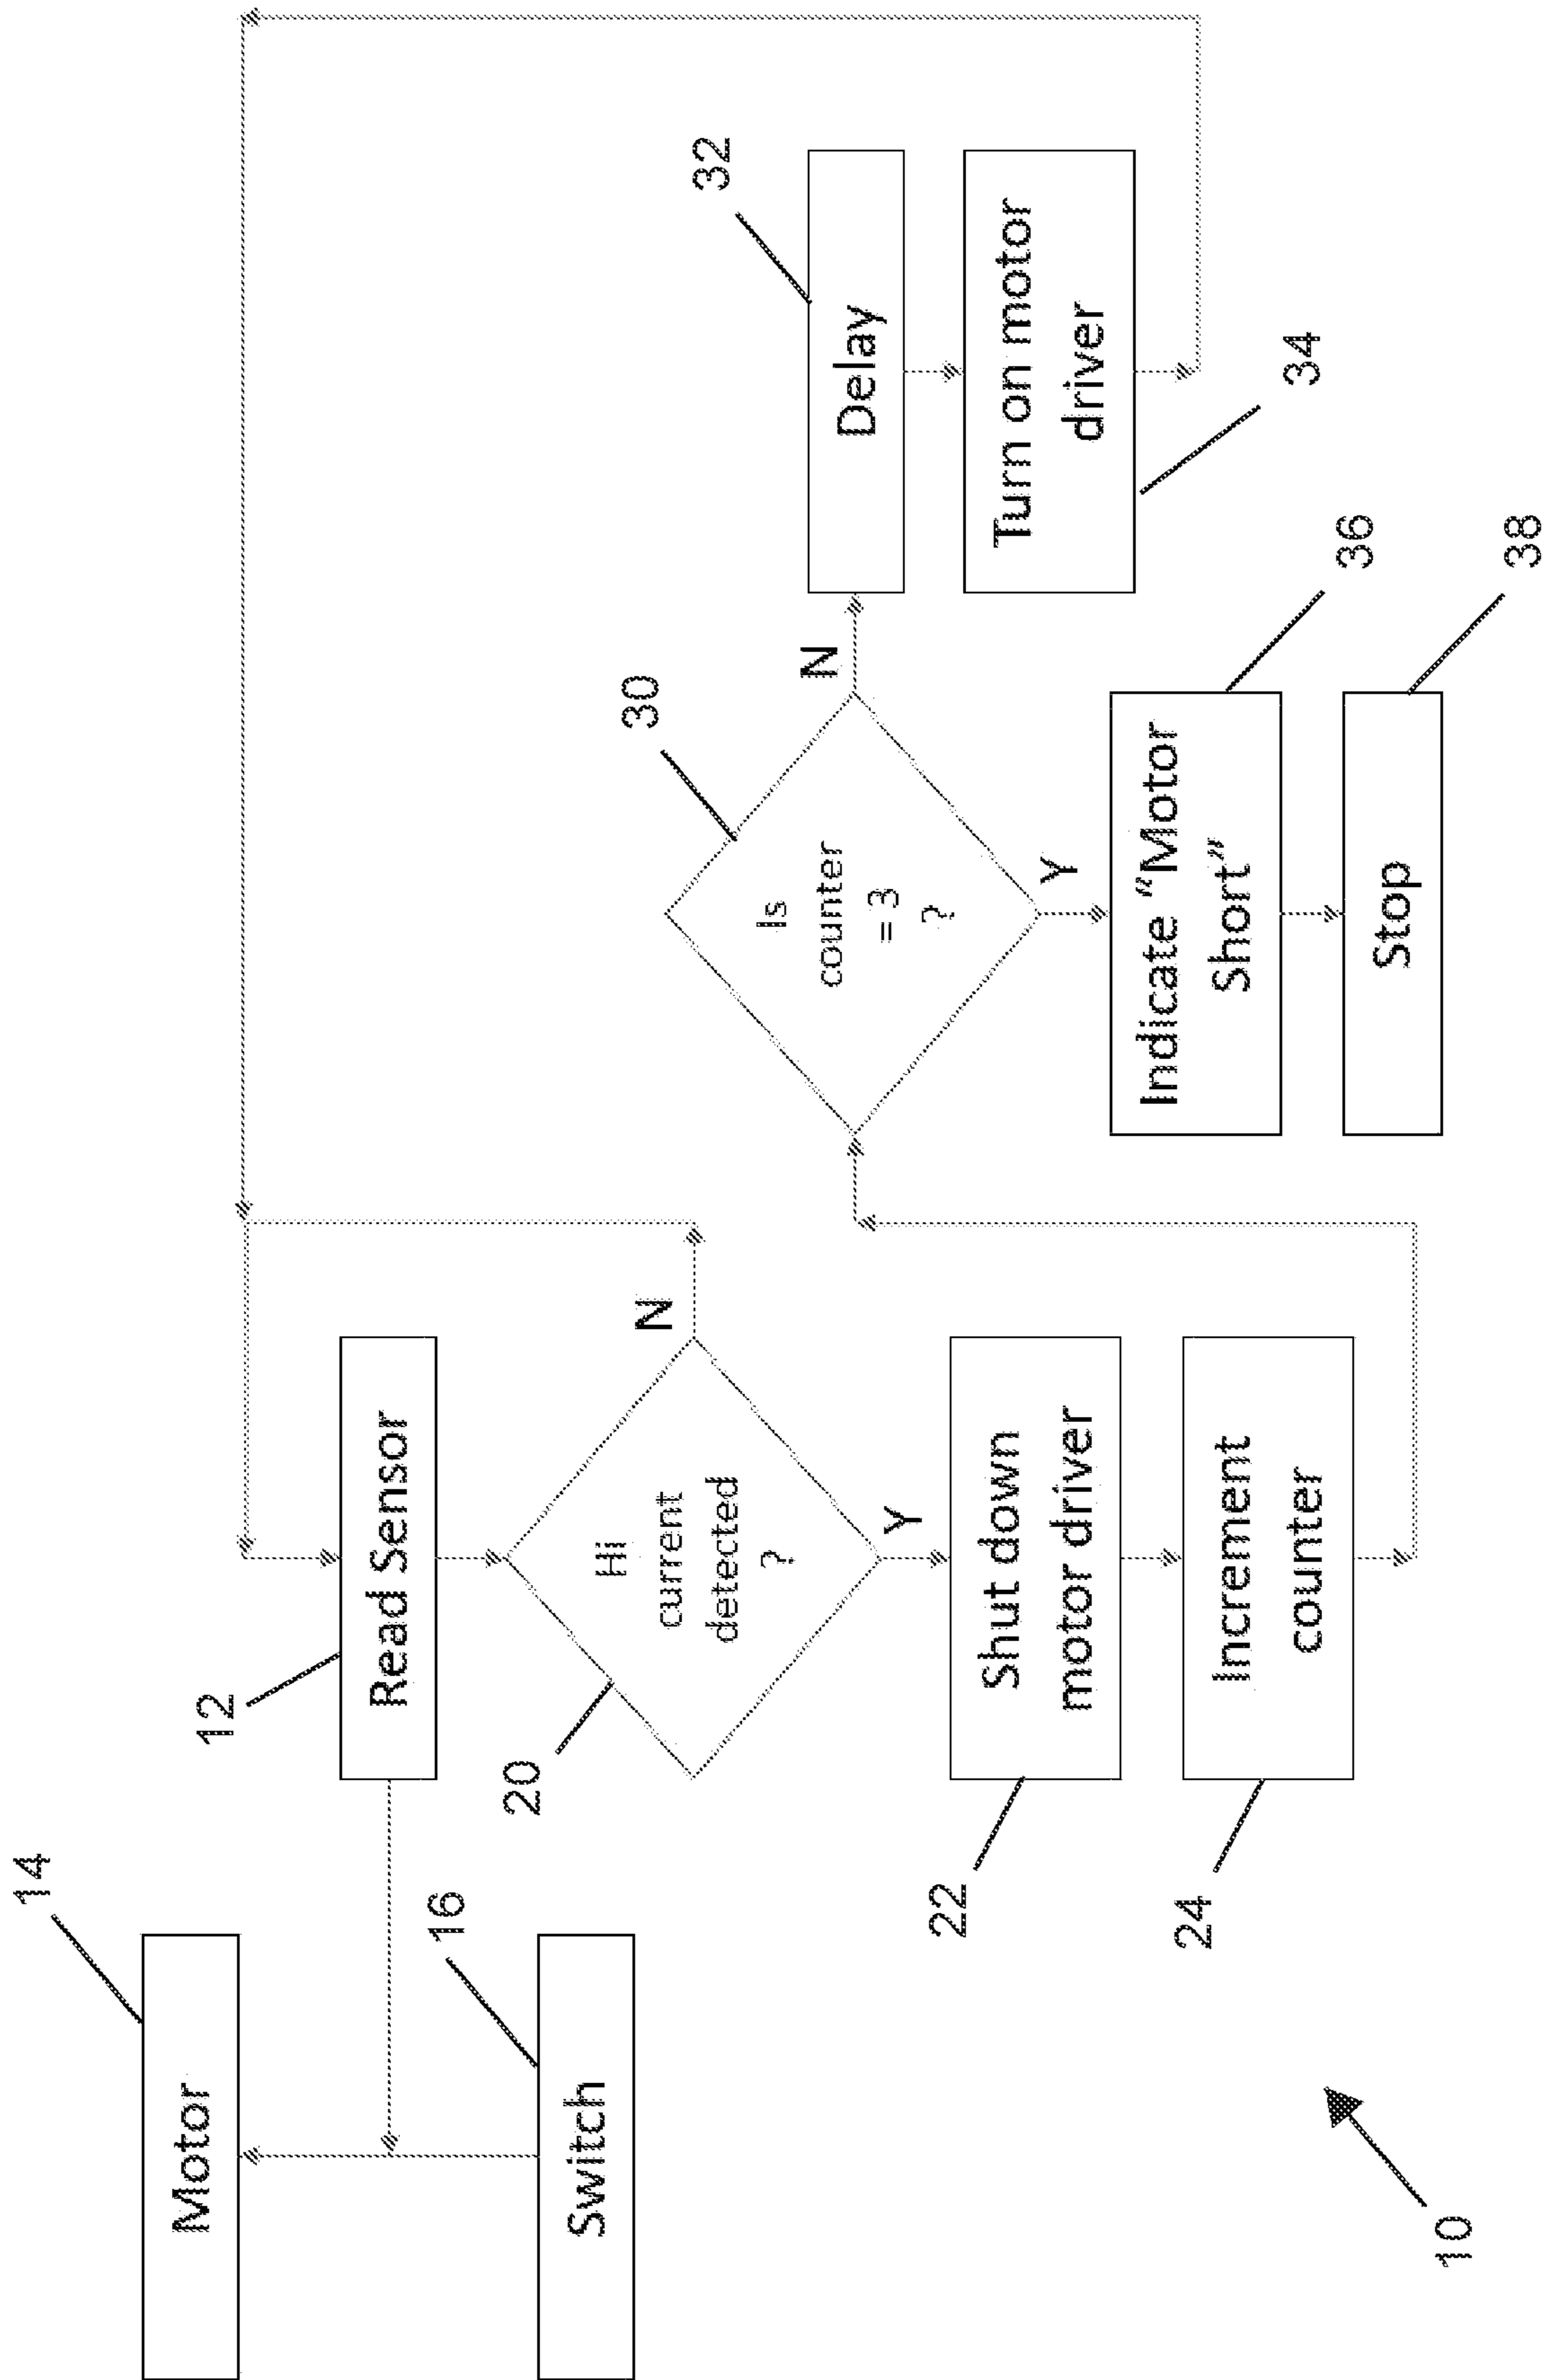 14
Motor
16
Switch
10
12
Read Sensor
20
Hi
current
detected
?
N
Y
22
Shut down
motor driver
24
Increment
counter
30
Is
counter
= 3
?
N
Y
32
Delay
Turn on motor
driver
34
Indicate “Motor
Short”
36
Stop
38